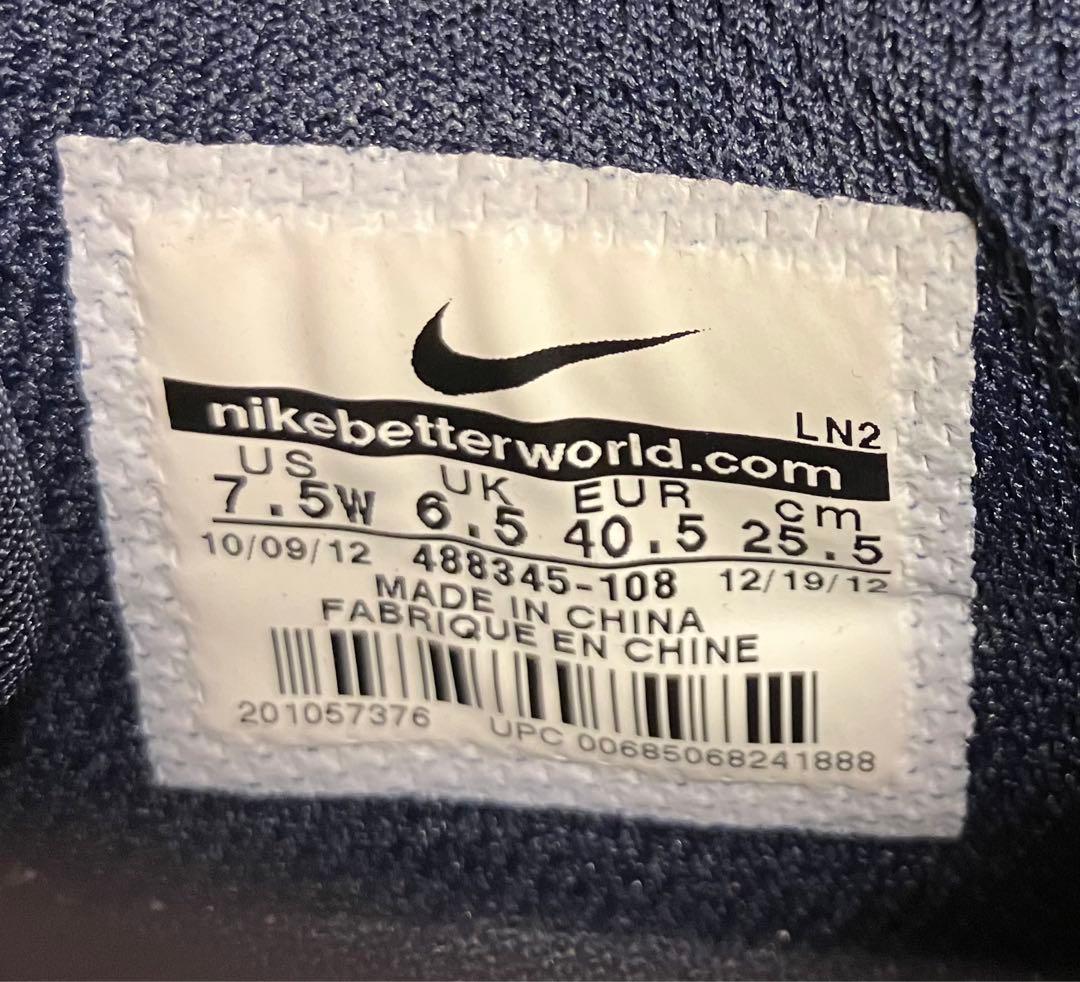 LN2
nikebetterworld.com
US UK EUR cm
7.5W 6.5 40.5 25.5
10/09/12 488345-108 12/19/12
MADE IN CHINA
FABRIQUE EN CHINE
201057376 UPC 00685068241888